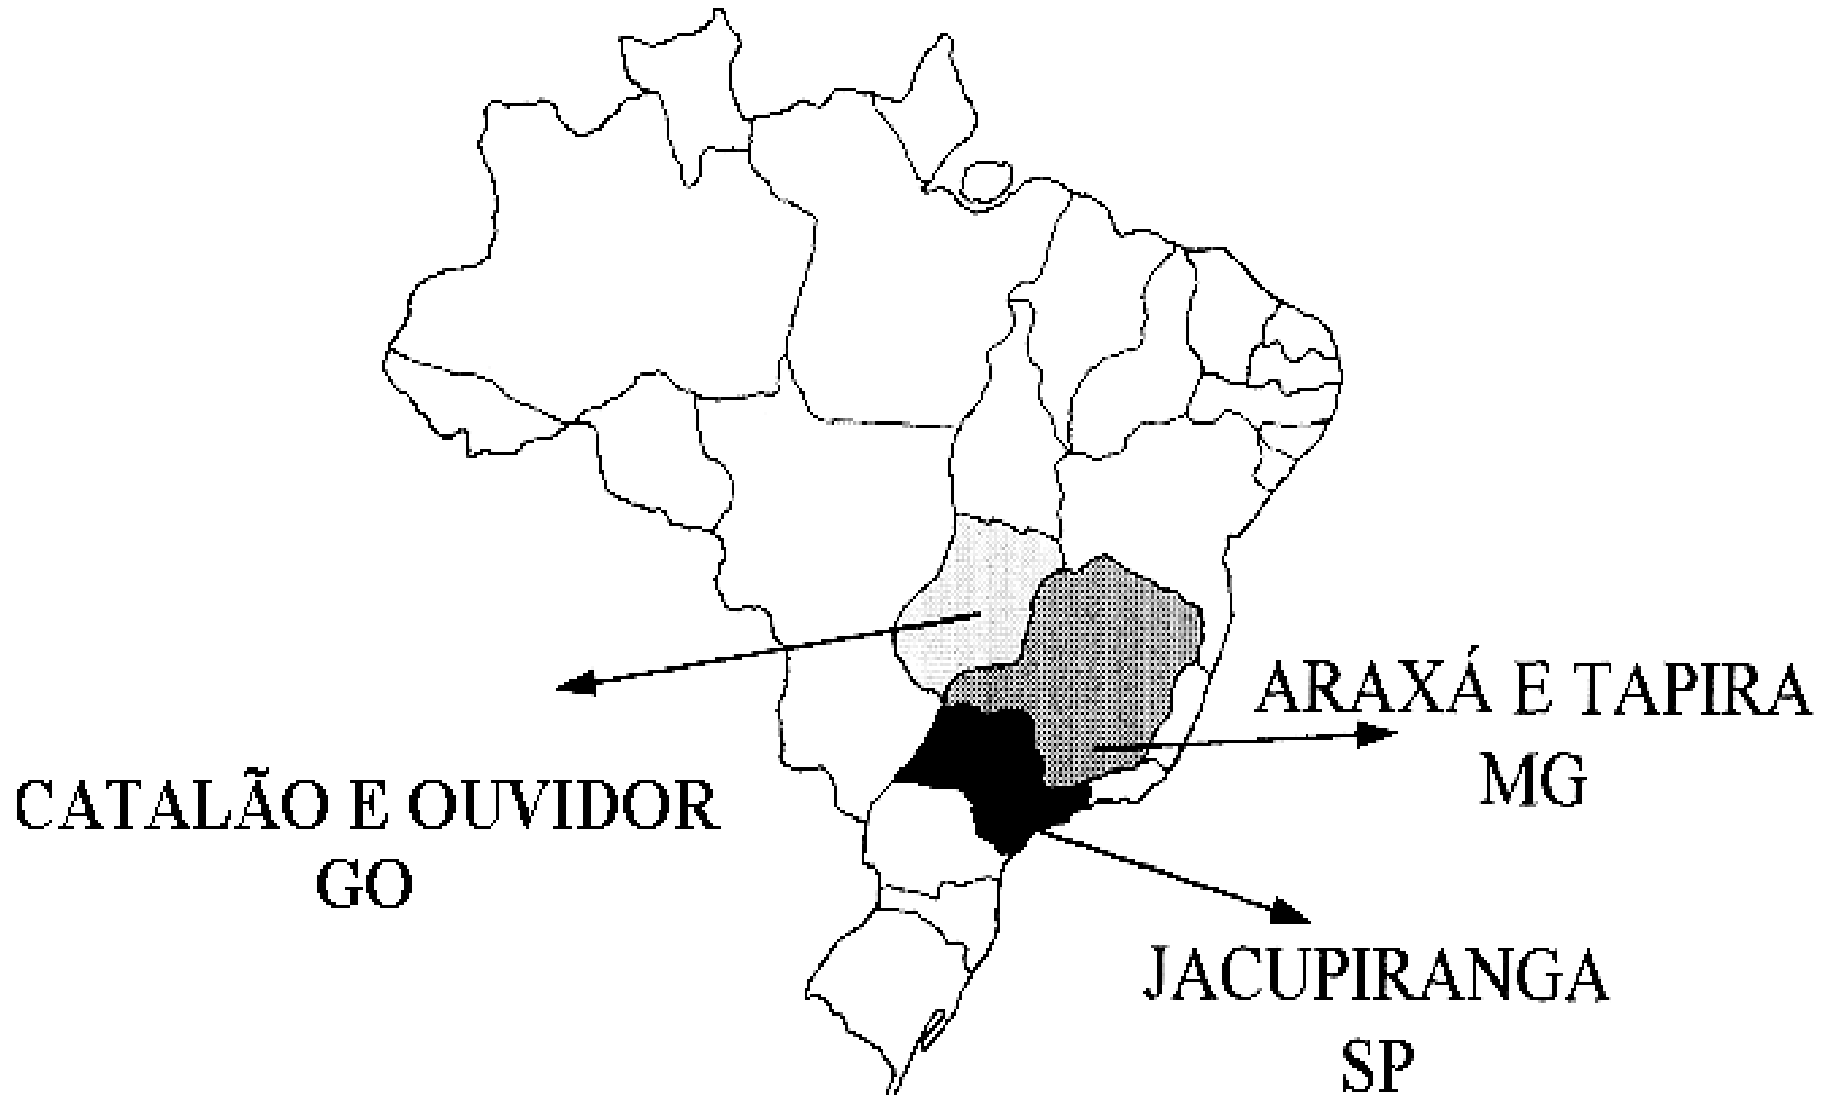 ARAXÁ E TAPIRA
MG
CATALÃO E OUVIDOR
GO
JACUPIRANGA
SP